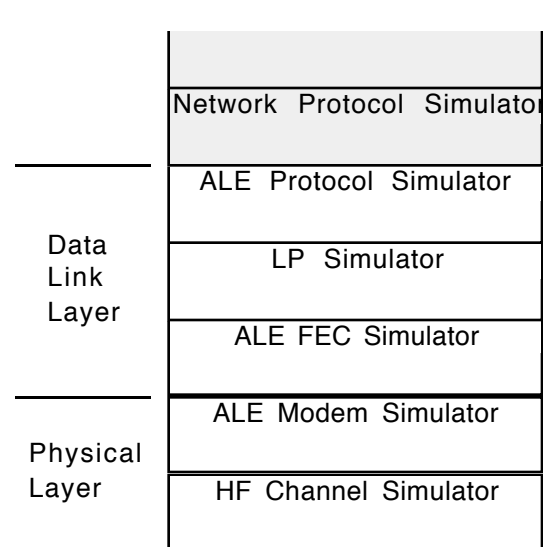 Network Protocol Simulator
ALE Protocol Simulator
Data
Link
Layer
LP Simulator
ALE FEC Simulator
ALE Modem Simulator
Physical
Layer
HF Channel Simulator